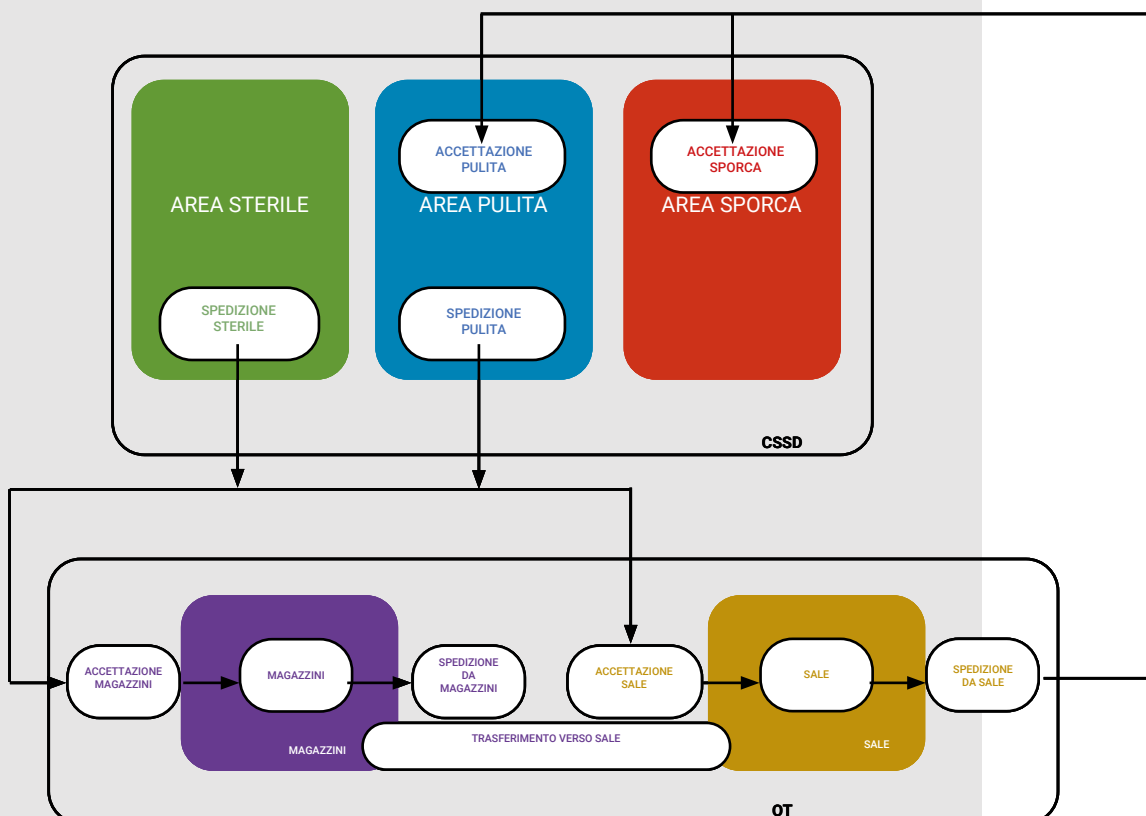 ACCETTAZIONE
PULITA
ACCETTAZIONE
SPORCA
AREA STERILE
AREA PULITA
AREA SPORCA
SPEDIZIONE
STERILE
SPEDIZIONE
PULITA
CSSD
ACCETTAZIONE
MAGAZZINI
MAGAZZINI
SPEDIZIONE
DA
MAGAZZINI
ACCETTAZIONE
SALE
SALE
SPEDIZIONE
DA SALE
MAGAZZINI
TRASFERIMENTO VERSO SALE
SALE
OT